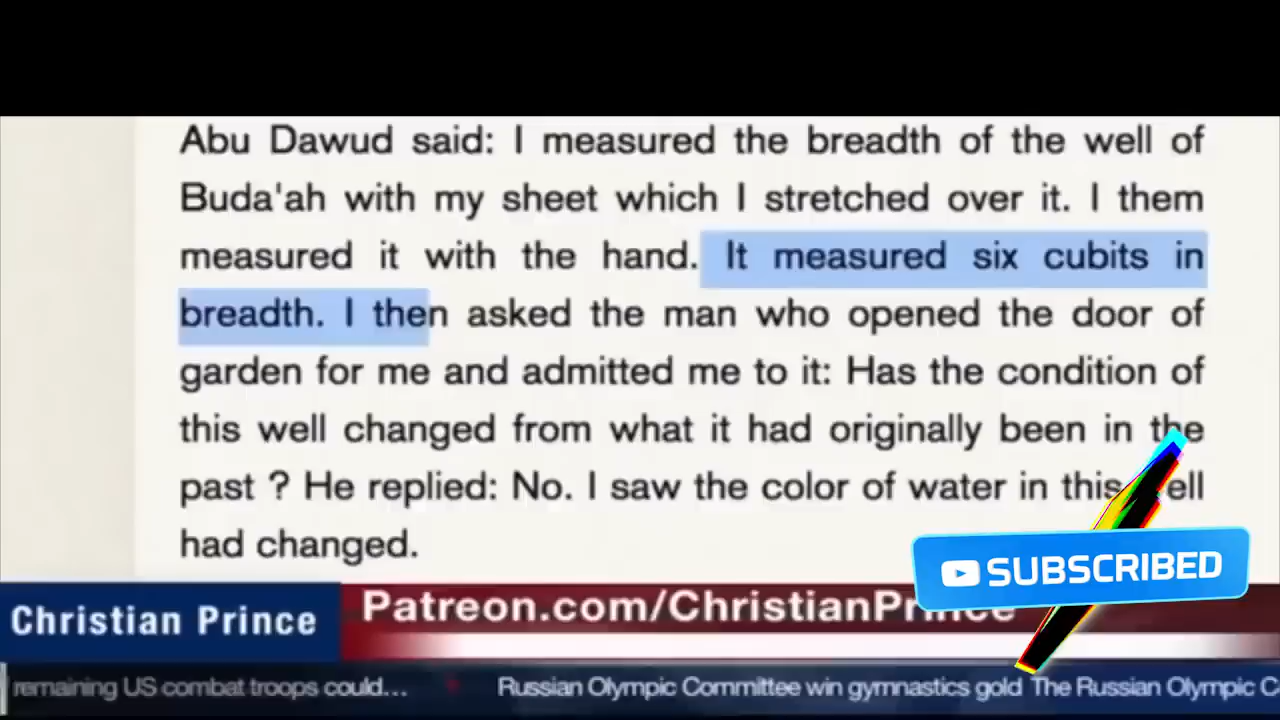 Abu Dawud said: I measured the breadth of the well of
Buda'ah with my sheet which I stretched over it. I them
measured it with the hand. It measured six cubits in
breadth. I then asked the man who opened the door of
garden for me and admitted me to it: Has the condition of
this well changed from what it had originally been in the
past ? He replied: No. I saw the color of water in this well
had changed.
SUBSCRIBED
Christian Prince
Patreon.com/ChristianPrince
remaining US combat troops could... Russian Olympic Committee win gymnastics gold The Russian Olympic C